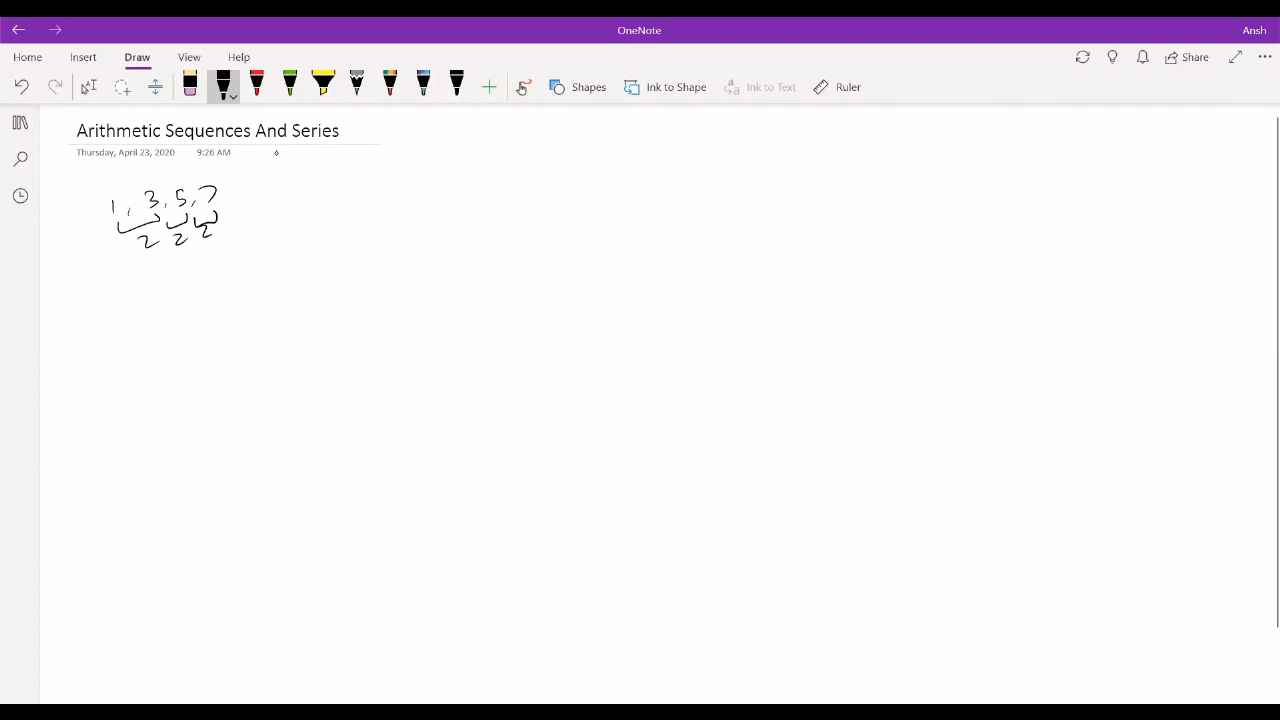 OneNote
Ansh
Home Insert Draw View Help
Share
Shapes Ink to Shape Ink to Text Ruler
Arithmetic Sequences And Series
Thursday, April 23, 2020 9:26 AM
1, 3, 5, 7
2 2 2